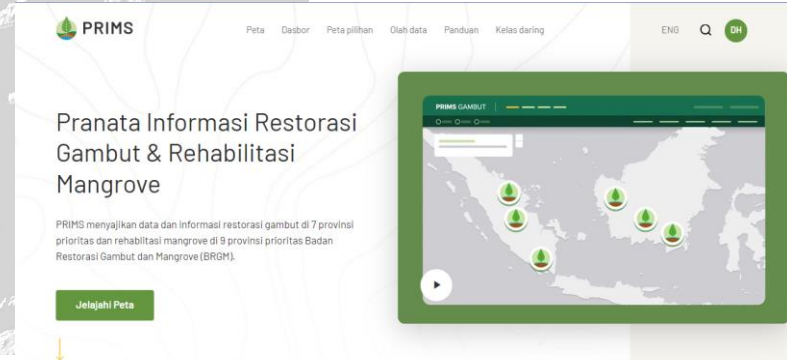 PRIMS
Peta Dasbor Peta pilihan Olah data Panduan Kelas daring
ENG DH
Pranata Informasi Restorasi
Gambut & Rehabilitasi
Mangrove
PRIMS menyajikan data dan informasi restorasi gambut di 7 provinsi
prioritas dan rehablitasi mangrove di 9 provinsi prioritas Badan
Restorasi Gambut dan Mangrove (BRGM).
Jelajahi Peta
PRIMS GAMBUT